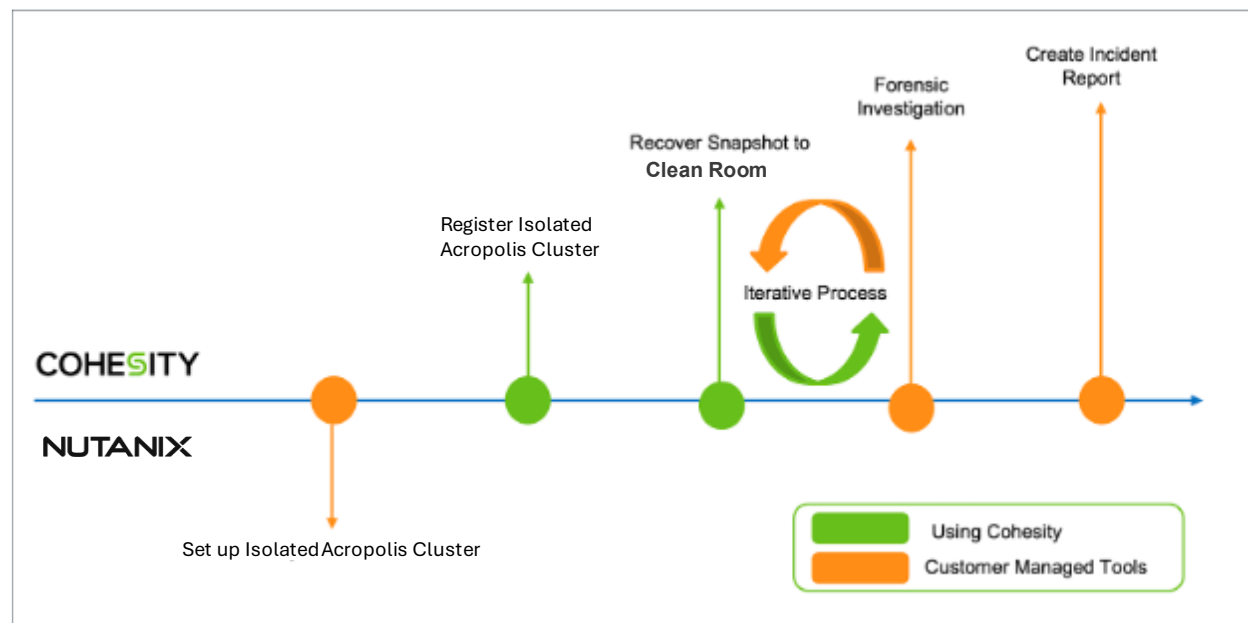 Create Incident
Report
Forensic
Investigation
Recover Snapshot to
Clean Room
Register Isolated
Acropolis Cluster
Iterative Process
COHESITY
NUTANIX
Set up Isolated Acropolis Cluster
Using Cohesity
Customer Managed Tools